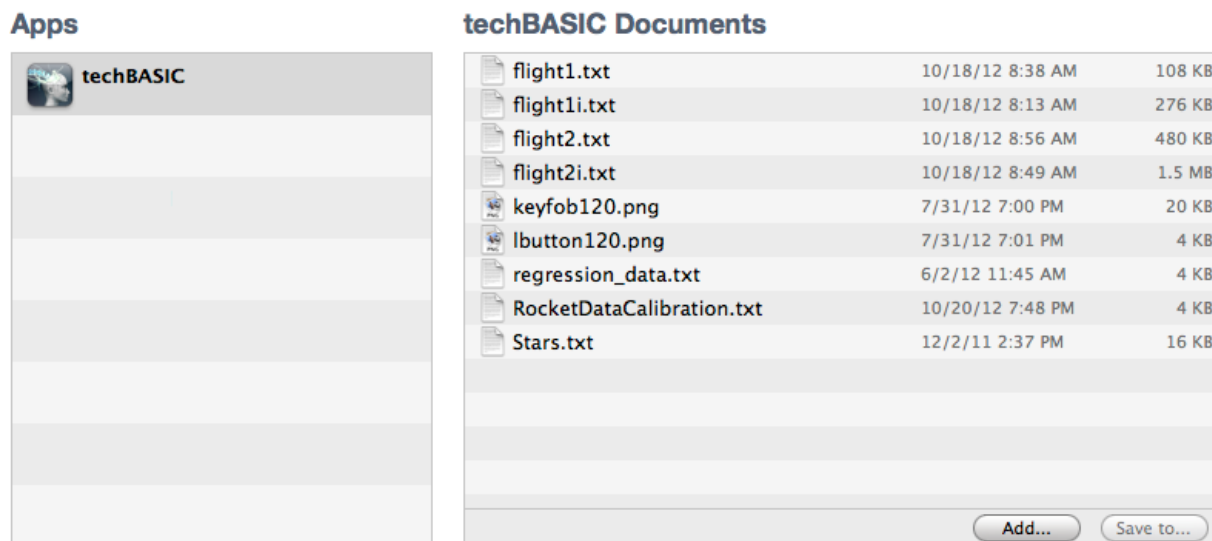 Apps
techBASIC Documents
techBASIC
flight1.txt 10/18/12 8:38 AM 108 KB
flight1i.txt 10/18/12 8:13 AM 276 KB
flight2.txt 10/18/12 8:56 AM 480 KB
flight2i.txt 10/18/12 8:49 AM 1.5 MB
keyfob120.png 7/31/12 7:00 PM 20 KB
lbutton120.png 7/31/12 7:01 PM 4 KB
regression_data.txt 6/2/12 11:45 AM 4 KB
RocketDataCalibration.txt 10/20/12 7:48 PM 4 KB
Stars.txt 12/2/11 2:37 PM 16 KB
Add... Save to...